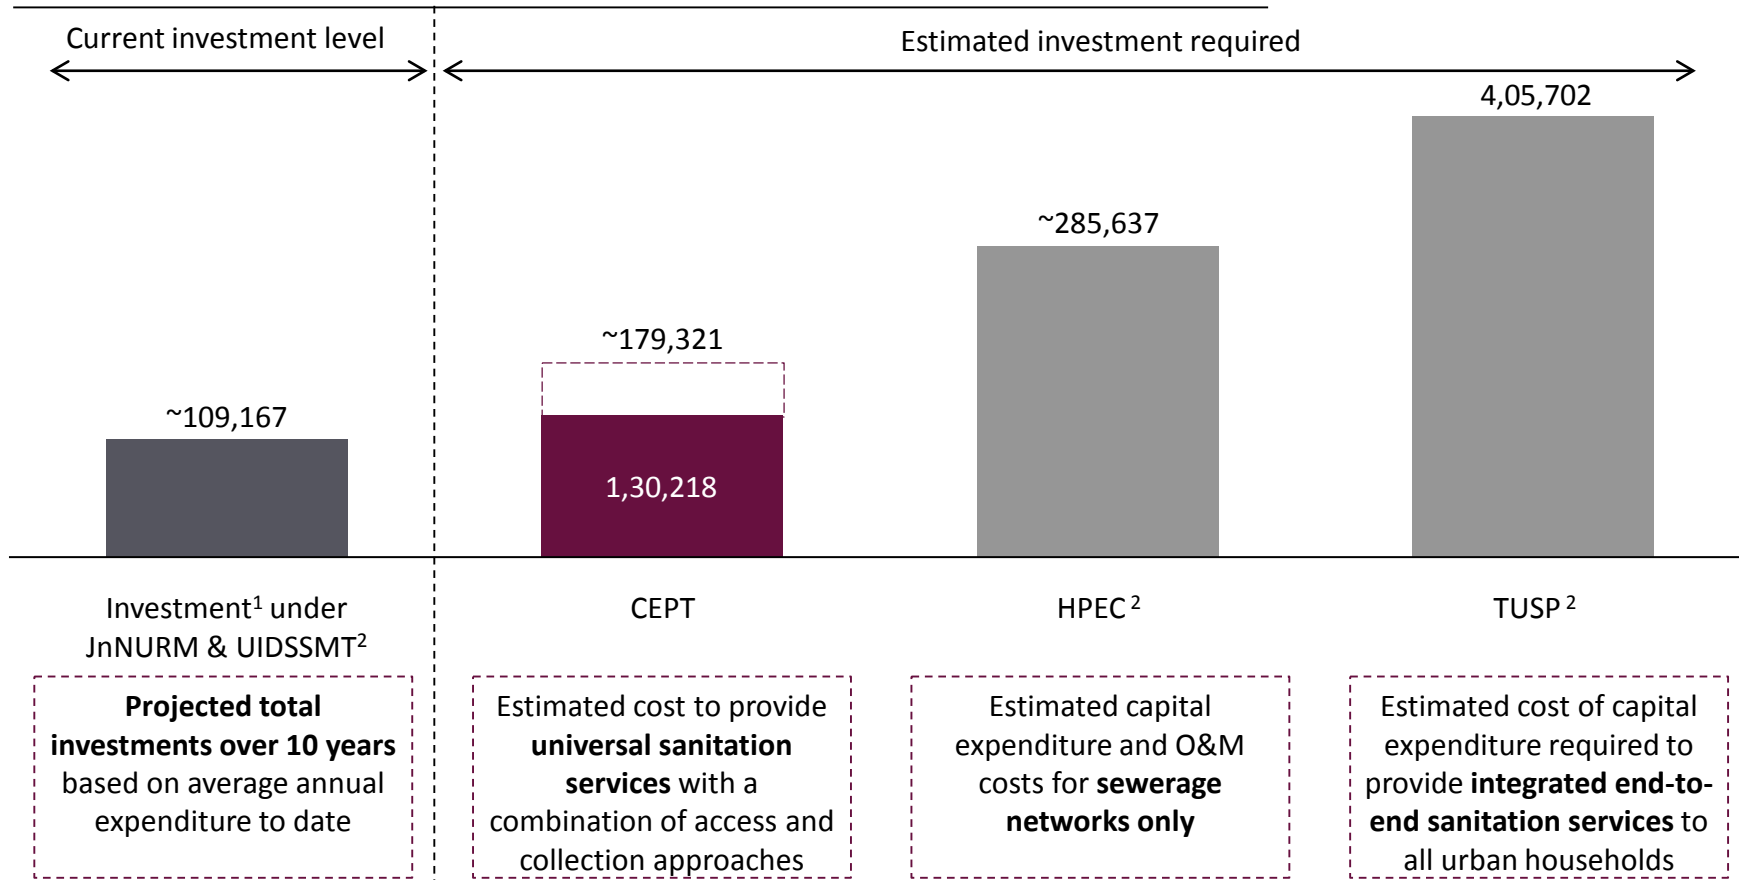 Current investment level
Estimated investment required
4,05,702
~285,637
~179,321
~109,167
1,30,218
Investment¹ under
JnNURM & UIDSSMT²
CEPT
HPEC ²
TUSP ²
Projected total
investments over 10 years
based on average annual
expenditure to date
Estimated cost to provide
universal sanitation
services with a
combination of access and
collection approaches
Estimated capital
expenditure and O&M
costs for sewerage
networks only
Estimated cost of capital
expenditure required to
provide integrated end-to-
end sanitation services to
all urban households